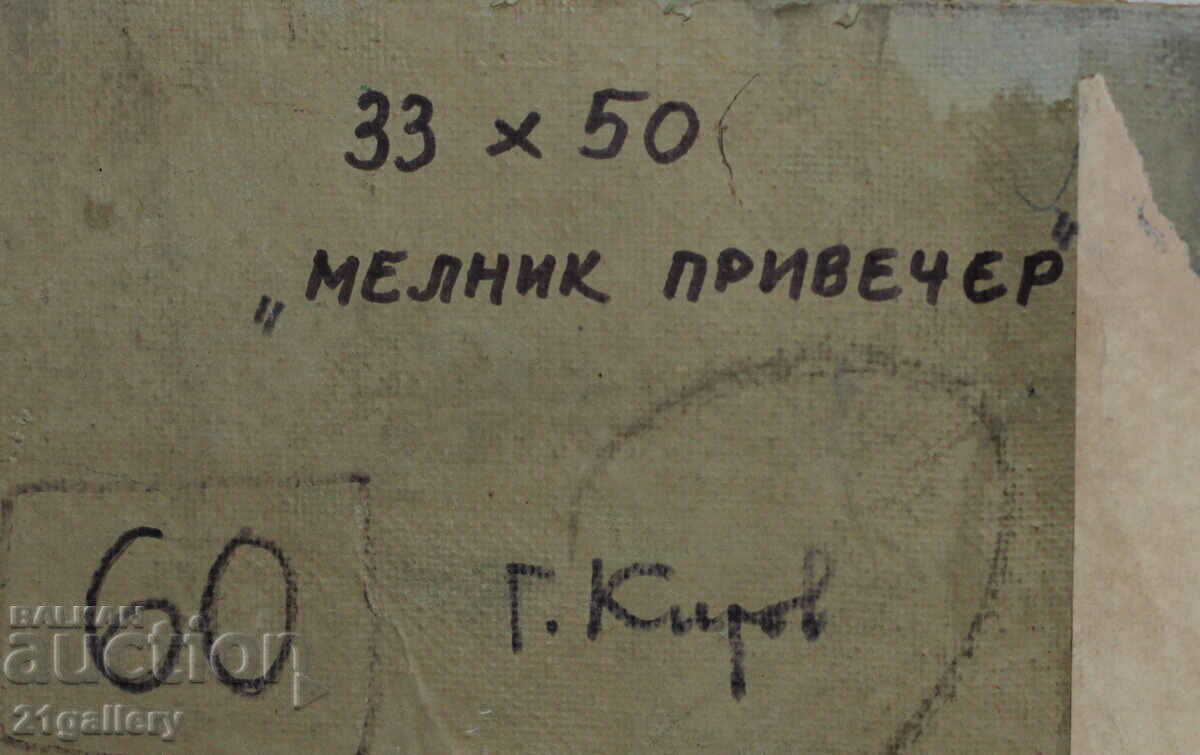 33 х 50
„МЕЛНИК ПРИВЕЧЕР"
60
Г. Киров
BALKAN
auction
21gallery